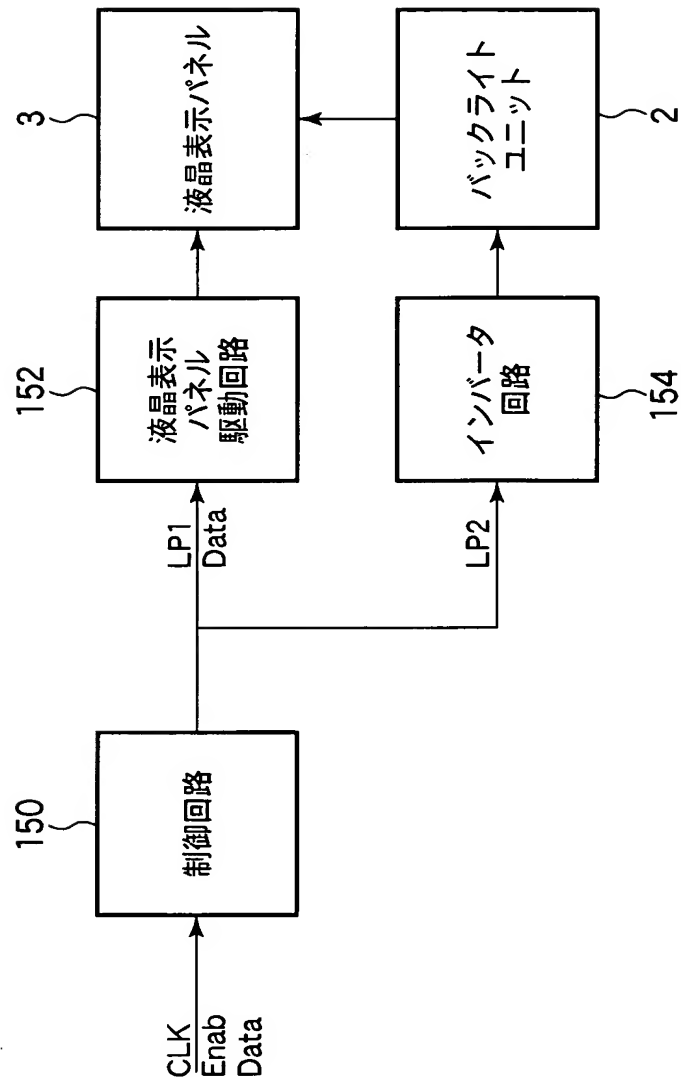 CLK
Enab
Data
150
制御回路
LP1
Data
LP2
152
液晶表示
パネル
駆動回路
3
液晶表示パネル
インバータ
回路
154
バックライト
ユニット
2